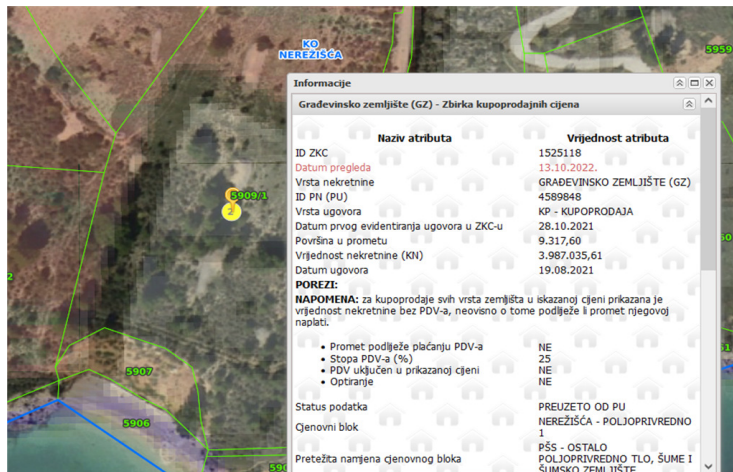 KO
NEREŽIŠĆA
5959
5909/1
2
2
5907
5906
590
Informacije
Građevinsko zemljište (GZ) - Zbirka kupoprodajnih cijena
Naziv atributa Vrijednost atributa
ID ZKC 1525118
Datum pregleda 13.10.2022.
Vrsta nekretnine GRAĐEVINSKO ZEMLJIŠTE (GZ)
ID PN (PU) 4589848
Vrsta ugovora KP - KUPOPRODAJA
Datum prvog evidentiranja ugovora u ZKC-u 28.10.2021
Površina u prometu 9.317,60
Vrijednost nekretnine (KN) 3.987.035,61
Datum ugovora 19.08.2021
POREZI:
NAPOMENA: za kupoprodaje svih vrsta zemljišta u iskazanoj cijeni prikazana je
vrijednost nekretnine bez PDV-a, neovisno o tome podliježe li promet njegovoj
naplati.
• Promet podliježe plaćanju PDV-a NE
• Stopa PDV-a (%) 25
• PDV uključen u prikazanoj cijeni NE
• Optiranje NE
Status podatka PREUZETO OD PU
Cjenovni blok NEREŽIŠĆA - POLJOPRIVREDNO
1
PŠS - OSTALO
Pretežita namjena cjenovnog bloka POLJOPRIVREDNO TLO, ŠUME I
ŠUMSKO ZEMLJIŠTE